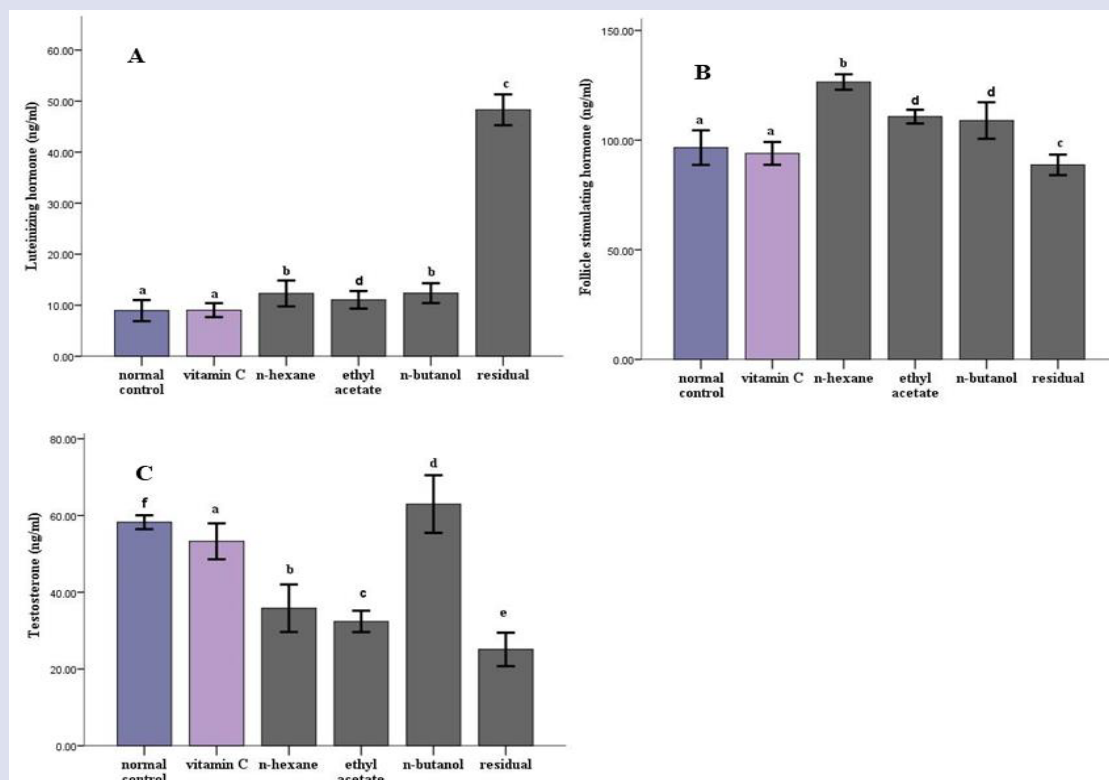 A
Luteinizing hormone (ng/ml)
60.00
50.00
40.00
30.00
20.00
10.00
0.00
a
a
b
d
b
c
normal
control
vitamin C
n-hexane
ethyl
acetate
n-butanol
residual
B
Follicle stimulating hormone (ng/ml)
150.00
100.00
50.00
0.00
a
a
b
d
d
c
normal
control
vitamin C
n-hexane
ethyl
acetate
n-butanol
residual
C
Testosterone (ng/ml)
80.00
60.00
40.00
20.00
0.00
f
a
b
c
d
e
normal
control
vitamin C
n-hexane
ethyl
acetate
n-butanol
residual